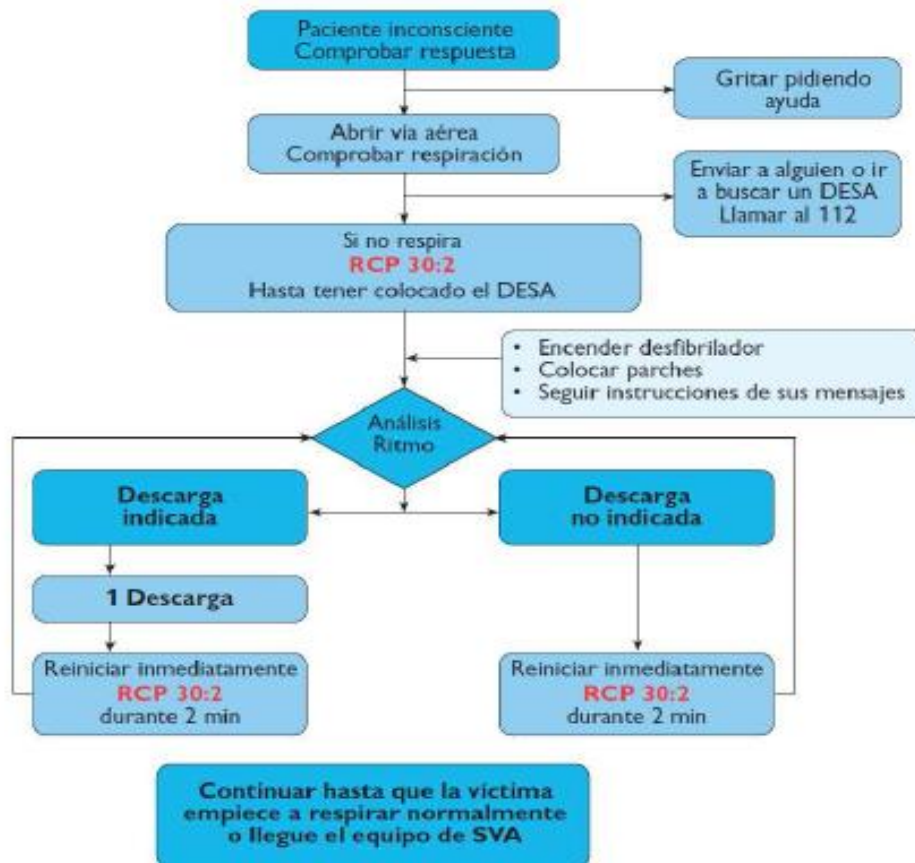 Paciente inconsciente
Comprobar respuesta
Gritar pidiendo
ayuda
Abrir vía aérea
Comprobar respiración
Enviar a alguien o ir
a buscar un DESA
Llamar al 112
Si no respira
RCP 30:2
Hasta tener colocado el DESA
• Encender desfibrilador
• Colocar parches
• Seguir instrucciones de sus mensajes
Análisis
Ritmo
Descarga
indicada
Descarga
no indicada
1 Descarga
Reiniciar inmediatamente
RCP 30:2
durante 2 min
Reiniciar inmediatamente
RCP 30:2
durante 2 min
Continuar hasta que la víctima
empiece a respirar normalmente
o llegue el equipo de SVA